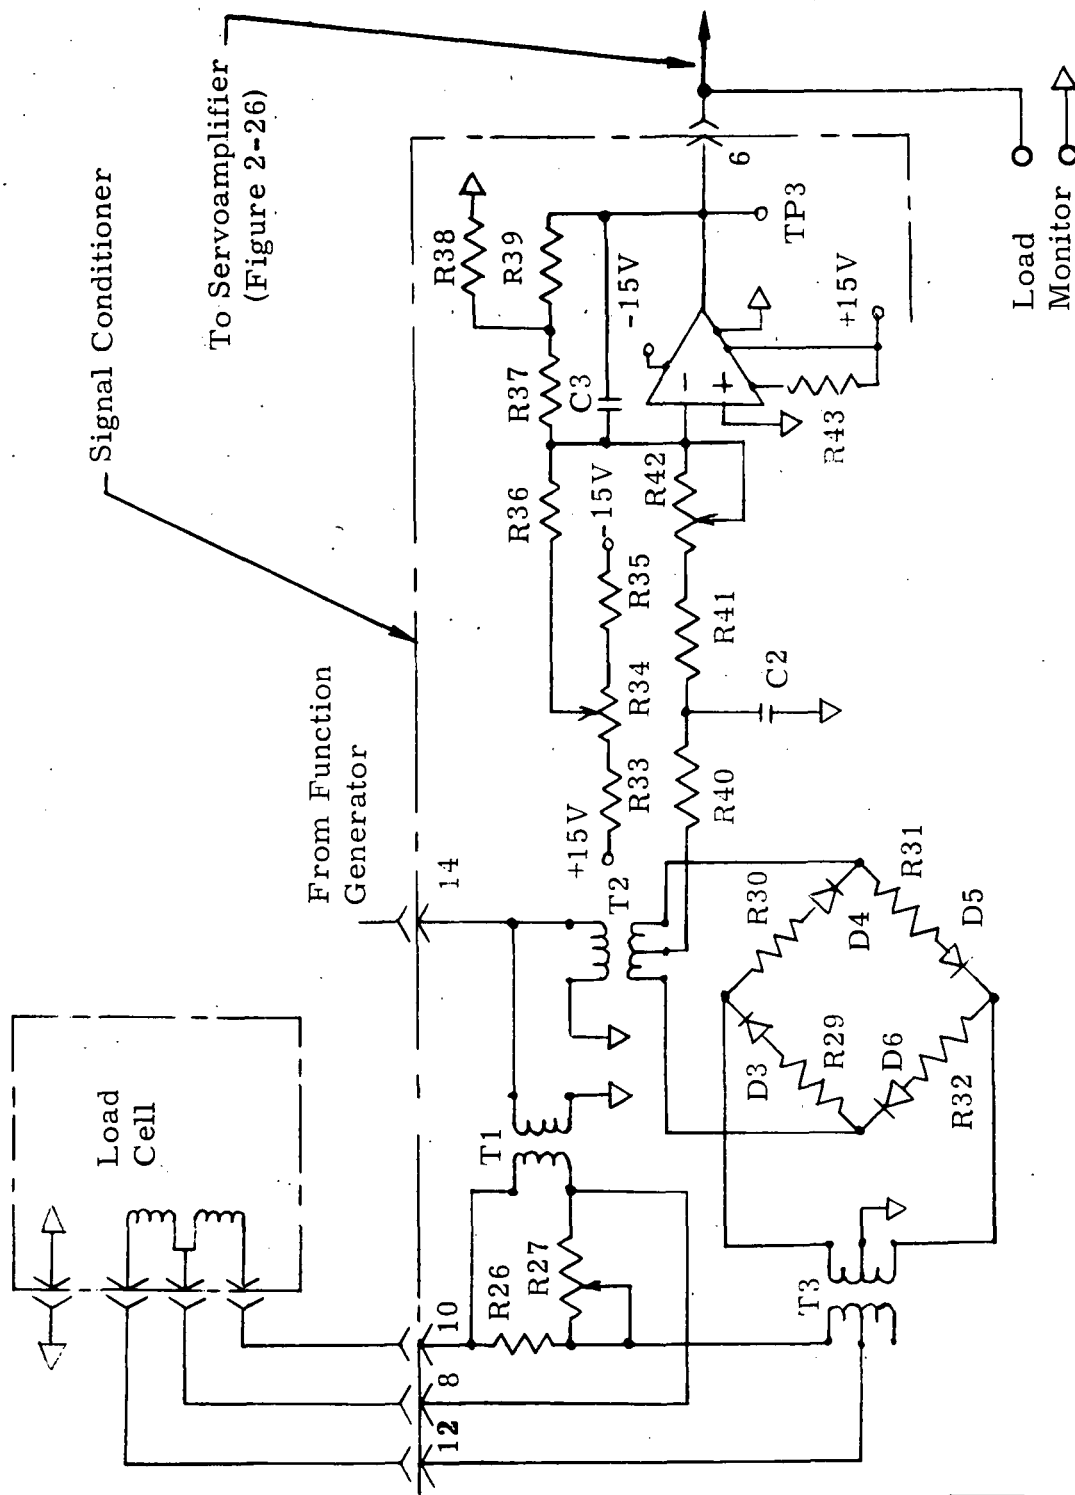 Signal Conditioner
To Servoamplifier
(Figure 2-26)
From Function
Generator
14
Load
Cell
R38
R39
R37
C3
R36
-15V
-15V
6
TP3
+15V
R43
R42
R41
R35
R34
R33
+15V
C2
R40
T2
T1
R30
D4
R31
D5
D3
R29
D6
R32
T3
R26
R27
10
8
12
Load
Monitor